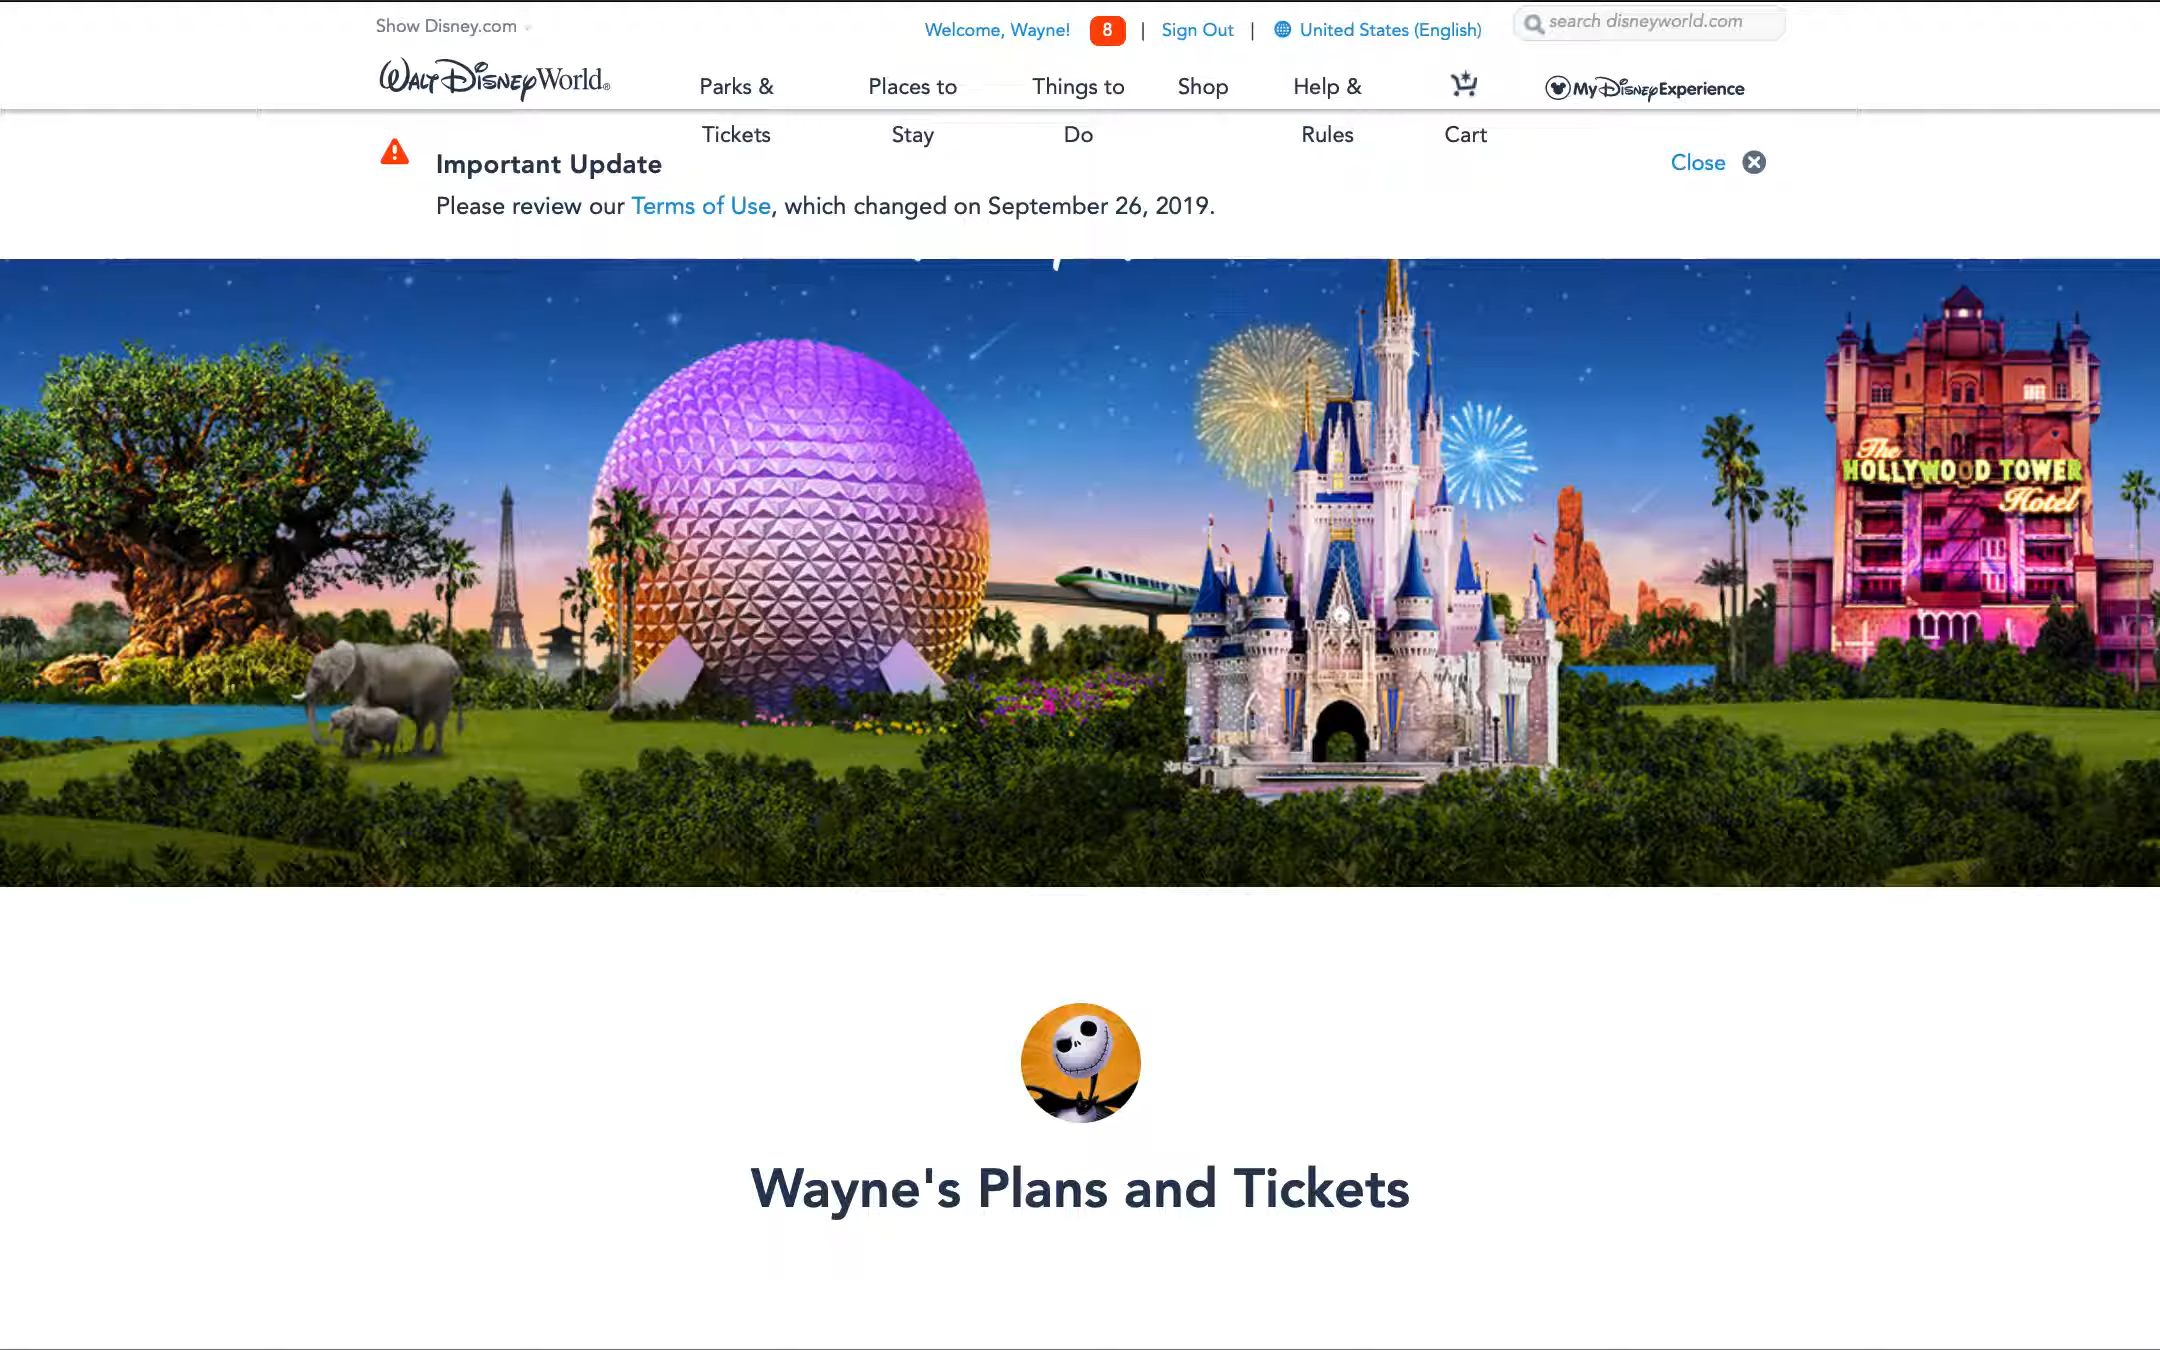 Show Disney.com
Welcome, Wayne! 8 | Sign Out | United States (English)
search disneyworld.com
Walt Disney World®
Parks & Tickets
Places to Stay
Things to Do
Shop
Help & Rules
Cart
My Disney Experience
Important Update
Close
Please review our Terms of Use, which changed on September 26, 2019.
The
HOLLYWOOD TOWER
Hotel
Wayne's Plans and Tickets